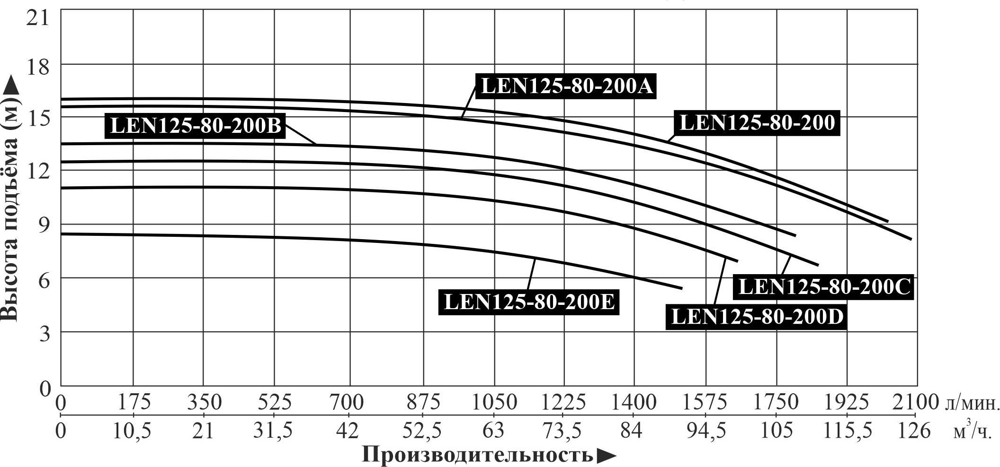 21
18
LEN125-80-200A
15
LEN125-80-200B
LEN125-80-200
12
9
6
LEN125-80-200C
LEN125-80-200E
LEN125-80-200D
3
0
Высота подъёма (м)
0 175 350 525 700 875 1050 1225 1400 1575 1750 1925 2100 л/мин.
0 10,5 21 31,5 42 52,5 63 73,5 84 94,5 105 115,5 126 м³/ч.
Производительность